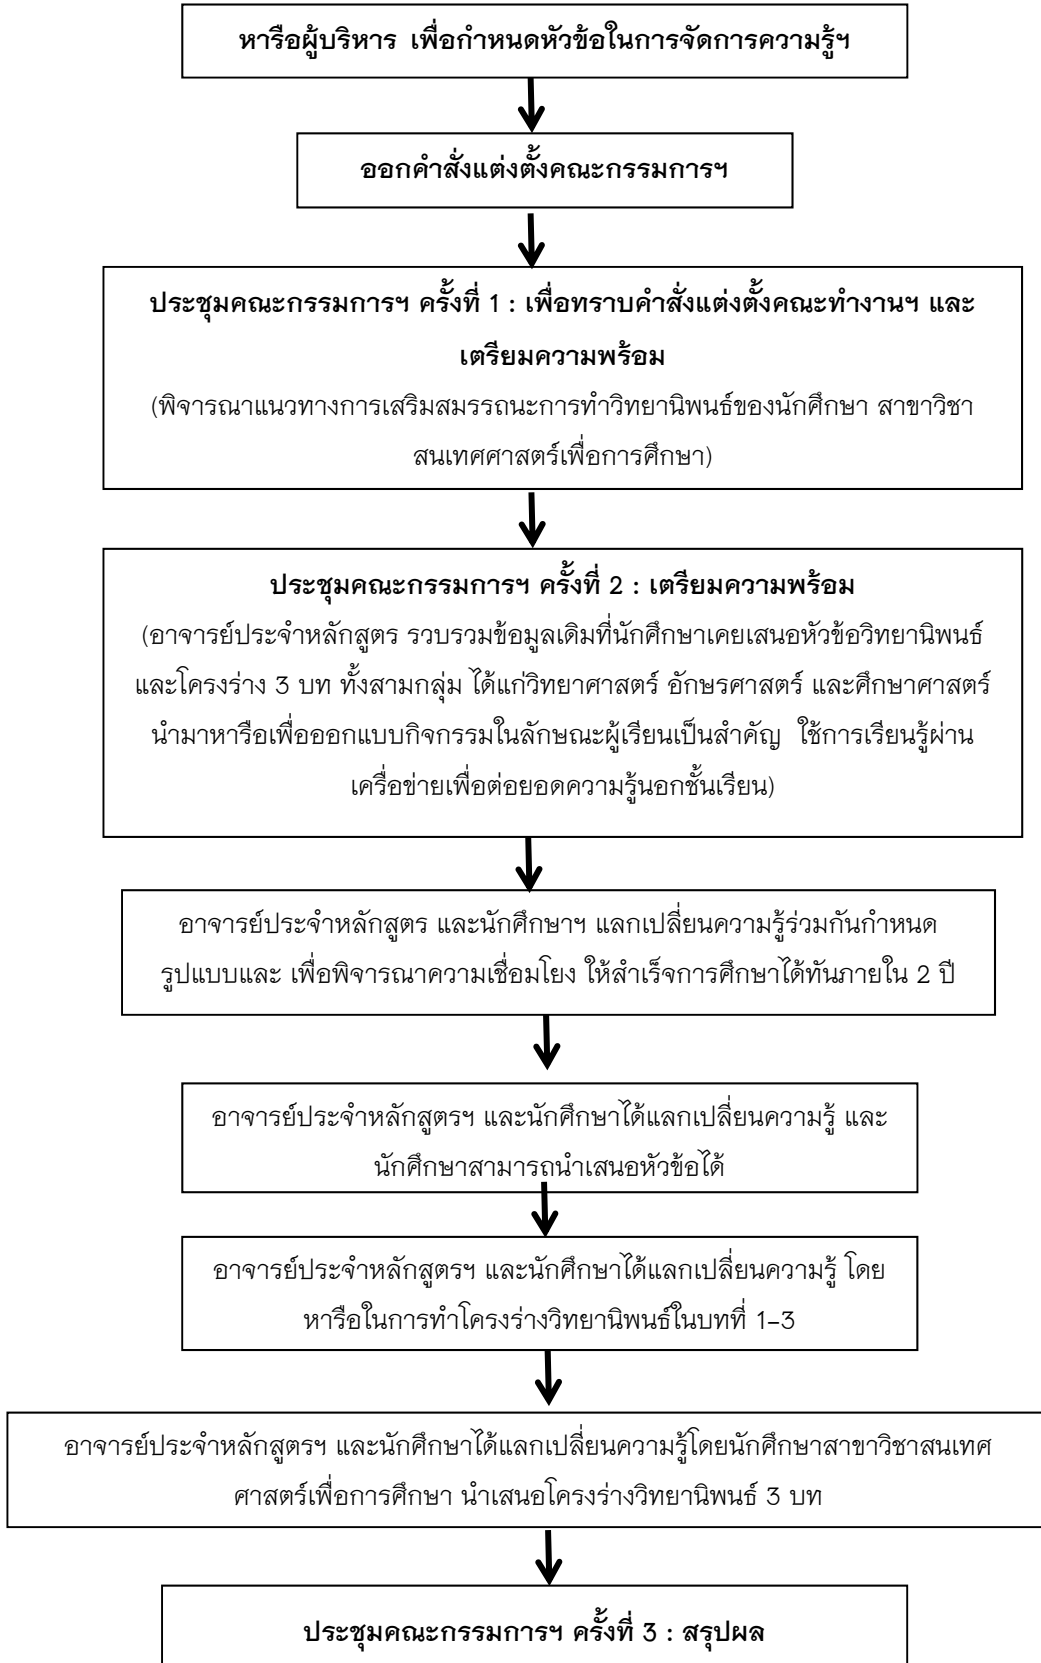 หารือผู้บริหาร เพื่อกำหนดหัวข้อในการจัดการความรู้ฯ
ออกคำสั่งแต่งตั้งคณะกรรมการฯ
ประชุมคณะกรรมการฯ ครั้งที่ 1 : เพื่อทราบคำสั่งแต่งตั้งคณะทำงานฯ และ
เตรียมความพร้อม
(พิจารณาแนวทางการเสริมสมรรถนะการทำวิทยานิพนธ์ของนักศึกษา สาขาวิชา
สนเทศศาสตร์เพื่อการศึกษา)
ประชุมคณะกรรมการฯ ครั้งที่ 2 : เตรียมความพร้อม
(อาจารย์ประจำหลักสูตร รวบรวมข้อมูลเดิมที่นักศึกษาเคยเสนอหัวข้อวิทยานิพนธ์
และโครงร่าง 3 บท ทั้งสามกลุ่ม ได้แก่วิทยาศาสตร์ อักษรศาสตร์ และศึกษาศาสตร์
นำมาหารือเพื่อออกแบบกิจกรรมในลักษณะผู้เรียนเป็นสำคัญ ใช้การเรียนรู้ผ่าน
เครื่อข่ายเพื่อต่อยอดความรู้นอกชั้นเรียน)
อาจารย์ประจำหลักสูตร และนักศึกษาฯ แลกเปลี่ยนความรู้ร่วมกันกำหนด
รูปแบบและ เพื่อพิจารณาความเชื่อมโยง ให้สำเร็จการศึกษาได้ทันภายใน 2 ปี
อาจารย์ประจำหลักสูตรฯ และนักศึกษาได้แลกเปลี่ยนความรู้ และ
นักศึกษาสามารถนำเสนอหัวข้อได้
อาจารย์ประจำหลักสูตรฯ และนักศึกษาได้แลกเปลี่ยนความรู้ โดย
หารือในการทำโครงร่างวิทยานิพนธ์ในบทที่ 1-3
อาจารย์ประจำหลักสูตรฯ และนักศึกษาได้แลกเปลี่ยนความรู้โดยนักศึกษาสาขาวิชาสนเทศ
ศาสตร์เพื่อการศึกษา นำเสนอโครงร่างวิทยานิพนธ์ 3 บท
ประชุมคณะกรรมการฯ ครั้งที่ 3 : สรุปผล